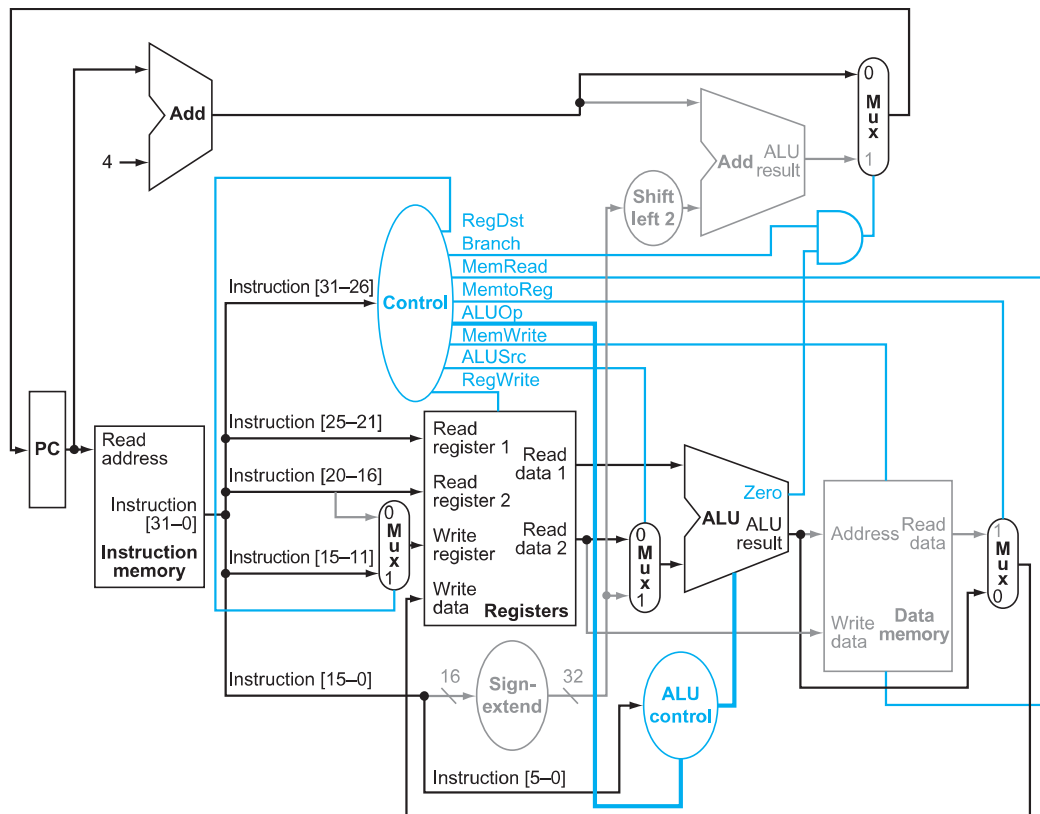 Add
4
0
Mux
1
Add
ALU
result
Shift
left 2
RegDst
Branch
MemRead
MemtoReg
ALUOp
MemWrite
ALUSrc
RegWrite
Control
Instruction [31–26]
Instruction [25–21]
Instruction [20–16]
Instruction [15–11]
Instruction [15–0]
Instruction [5–0]
PC
Read
address
Instruction
[31–0]
Instruction
memory
0
Mux
1
Read
register 1
Read
register 2
Write
register
Write
data
Read
data 1
Read
data 2
Registers
0
Mux
1
Zero
ALU
ALU
result
Address
Read
data
Write
data
Data
memory
1
Mux
0
16
Sign-
extend
32
ALU
control